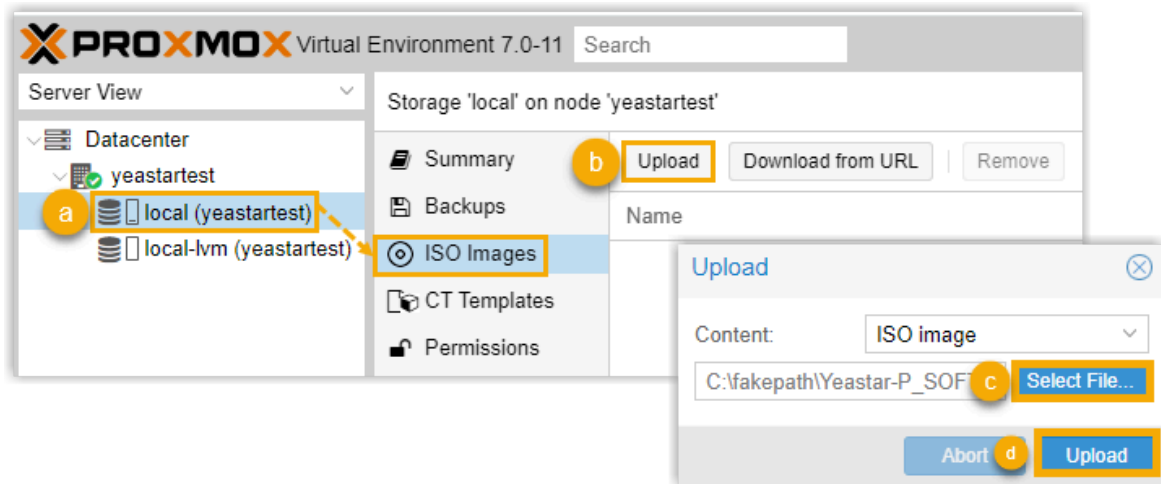 PROXMOX Virtual Environment 7.0-11 Search
Server View
Storage 'local' on node 'yeastartest'
Datacenter
yeastartest
a local (yeastartest)
local-lvm (yeastartest)
Summary
Backups
ISO Images
CT Templates
Permissions
b Upload Download from URL Remove
Name
Upload
Content: ISO image
C:\fakepath\Yeastar-P_SOFT c Select File...
Abort d Upload